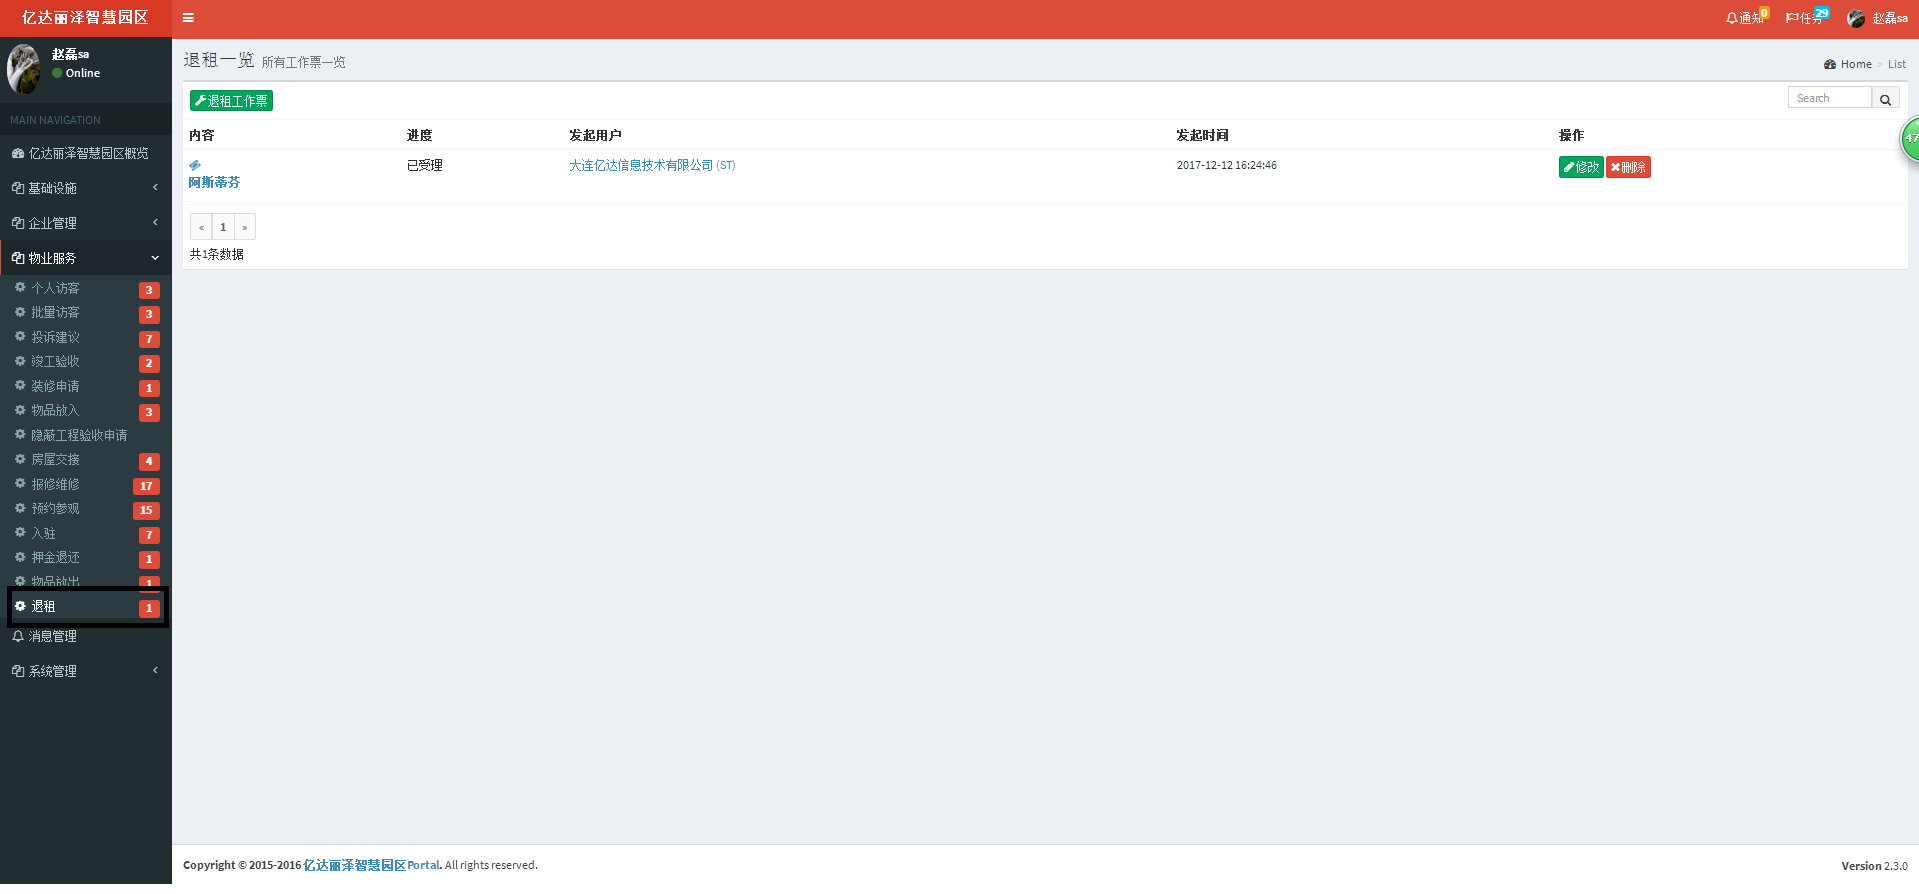 亿达丽泽智慧园区
通知
0
任务
29
赵磊sa
赵磊sa
Online
MAIN NAVIGATION
亿达丽泽智慧园区概览
基础设施
企业管理
物业服务
个人访客 3
批里访客 3
投诉建议 7
竣工验收 2
装修申请 1
物品放入 3
隐蔽工程验收申请
房屋交接 4
报修维修 17
预约参观 15
入驻 7
押金退还 1
物品放出 1
退租 1
消息管理
系统管理
退租一览 所有工作票一览
Home > List
退租工作票
Search
内容 进度 发起用户 发起时间 操作
阿斯蒂芬 已受理 大连亿达信息技术有限公司 (ST) 2017-12-12 16:24:46 修改 删除
« 1 »
共1条数据
47
Copyright © 2015-2016 亿达丽泽智慧园区Portal. All rights reserved.
Version 2.3.0